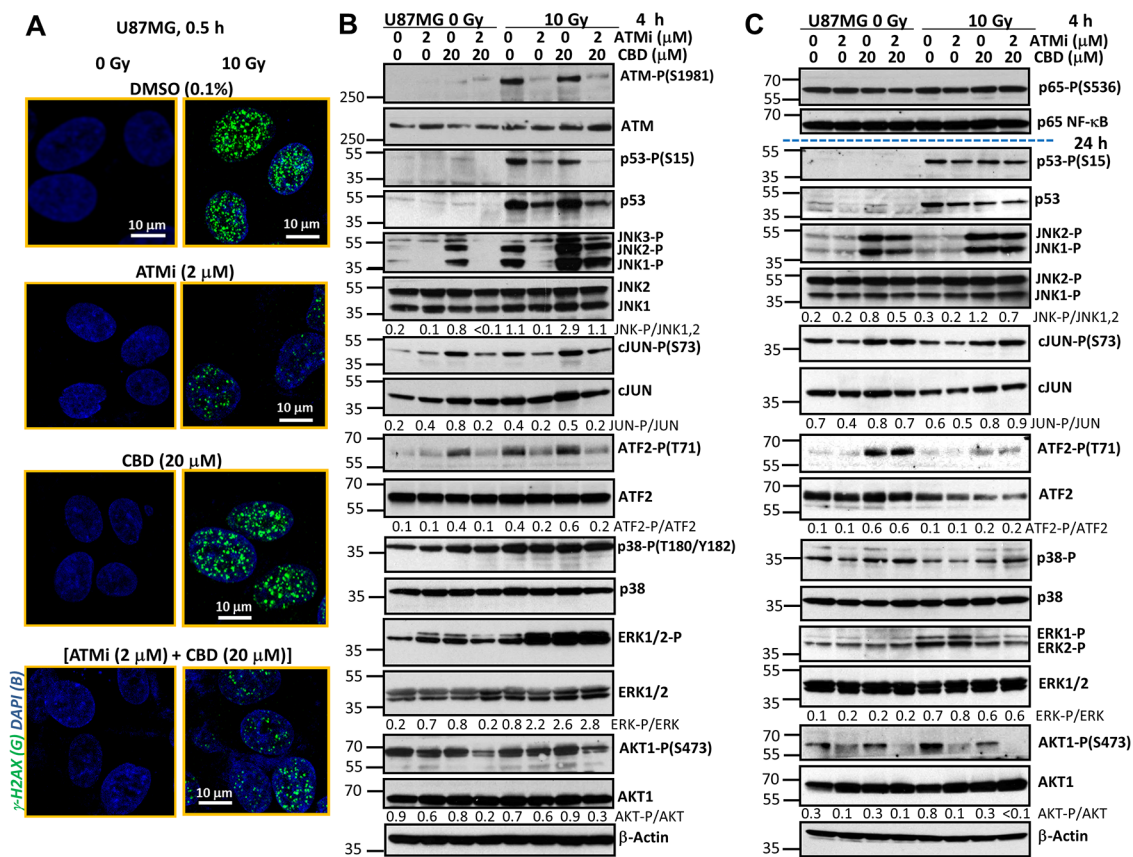 A
U87MG, 0.5 h
0 Gy 10 Gy
DMSO (0.1%)
10 µm 10 µm
ATMi (2 µM)
10 µm
CBD (20 µM)
10 µm
[ATMi (2 µM) + CBD (20 µM)]
10 µm
γ-H2AX (G) DAPI (B)
B
U87MG 0 Gy 10 Gy 4 h
0 2 0 2 0 2 0 2 ATMi (µM)
0 0 20 20 0 0 20 20 CBD (µM)
250 ATM-P(S1981)
250 ATM
55 35 p53-P(S15)
55 35 p53
55 35 JNK3-P
JNK2-P
JNK1-P
55 35 JNK2
JNK1
0.2 0.1 0.8 <0.1 1.1 0.1 2.9 1.1 JNK-P/JNK1,2
55 35 cJUN-P(S73)
55 35 cJUN
0.2 0.4 0.8 0.2 0.4 0.2 0.5 0.2 JUN-P/JUN
70 55 ATF2-P(T71)
70 55 ATF2
0.1 0.1 0.4 0.1 0.4 0.2 0.6 0.2 ATF2-P/ATF2
35 p38-P(T180/Y182)
35 p38
35 ERK1/2-P
35 ERK1/2
0.2 0.7 0.8 0.2 0.8 2.2 2.6 2.8 ERK-P/ERK
70 55 AKT1-P(S473)
70 55 AKT1
0.9 0.6 0.8 0.2 0.7 0.6 0.9 0.3 AKT-P/AKT
35 β-Actin
C
U87MG 0 Gy 10 Gy 4 h
0 2 0 2 0 2 0 2 ATMi (µM)
0 0 20 20 0 0 20 20 CBD (µM)
70 55 p65-P(S536)
70 55 p65 NF-κB
24 h
55 35 p53-P(S15)
55 35 p53
55 35 JNK2-P
JNK1-P
55 35 JNK2-P
JNK1-P
0.2 0.2 0.8 0.5 0.3 0.2 1.2 0.7 JNK-P/JNK1,2
35 cJUN-P(S73)
35 cJUN
0.7 0.4 0.8 0.7 0.6 0.5 0.8 0.9 JUN-P/JUN
70 55 ATF2-P(T71)
70 55 ATF2
0.1 0.1 0.6 0.6 0.1 0.1 0.2 0.2 ATF2-P/ATF2
35 p38-P
35 p38
35 ERK1-P
ERK2-P
35 ERK1/2
0.1 0.2 0.2 0.2 0.7 0.8 0.6 0.6 ERK-P/ERK
70 55 AKT1-P(S473)
70 55 AKT1
0.3 0.1 0.3 0.1 0.8 0.1 0.3 <0.1 AKT-P/AKT
35 β-Actin